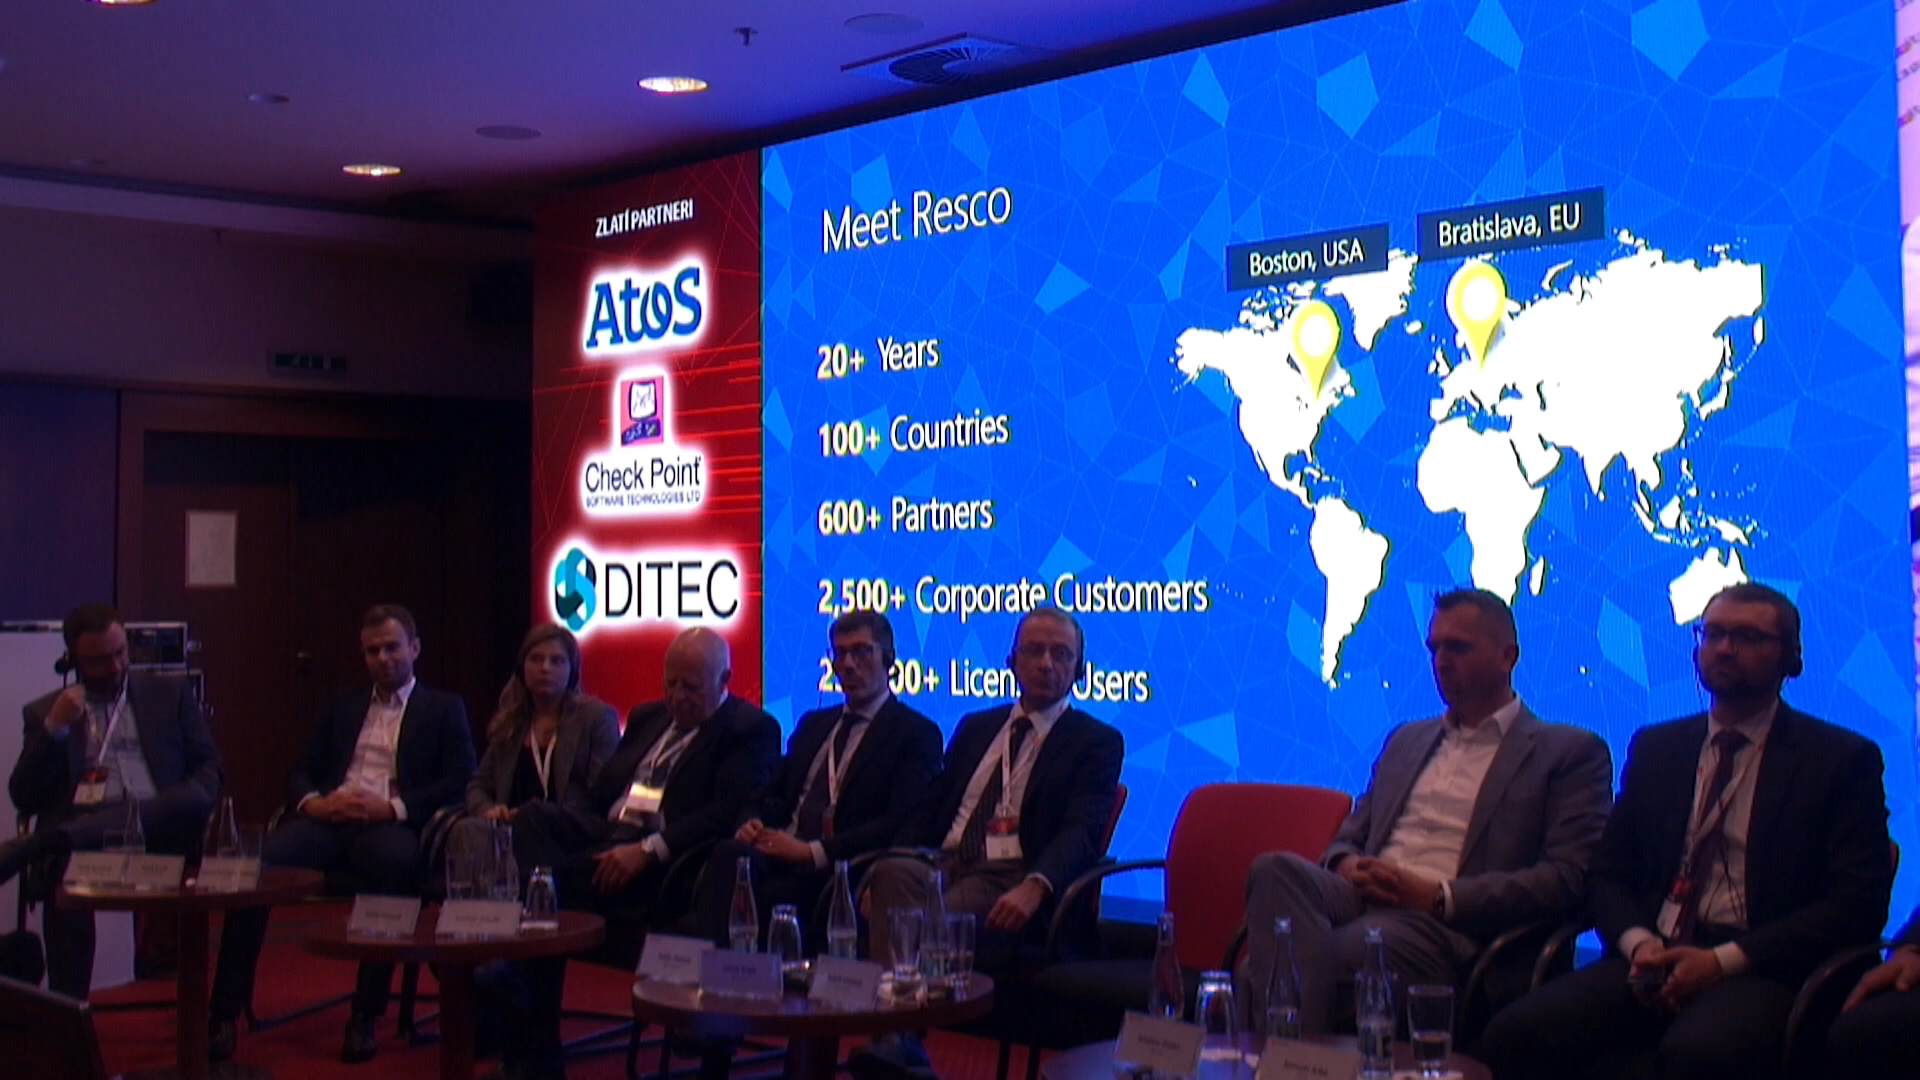 ZLATÍ PARTNERI
Atos
Check Point
SOFTWARE TECHNOLOGIES LTD
DITEC
Meet Resco
20+ Years
100+ Countries
600+ Partners
2,500+ Corporate Customers
Users
Boston, USA
Bratislava, EU